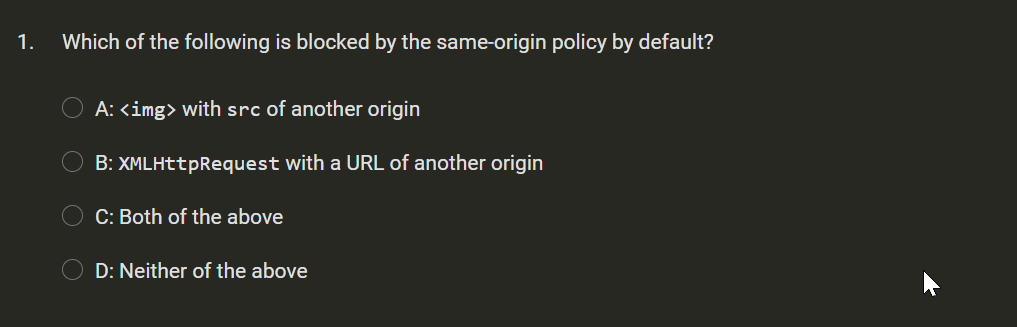 1. Which of the following is blocked by the same-origin policy by default?
A: <img> with src of another origin
B: XMLHttpRequest with a URL of another origin
C: Both of the above
D: Neither of the above